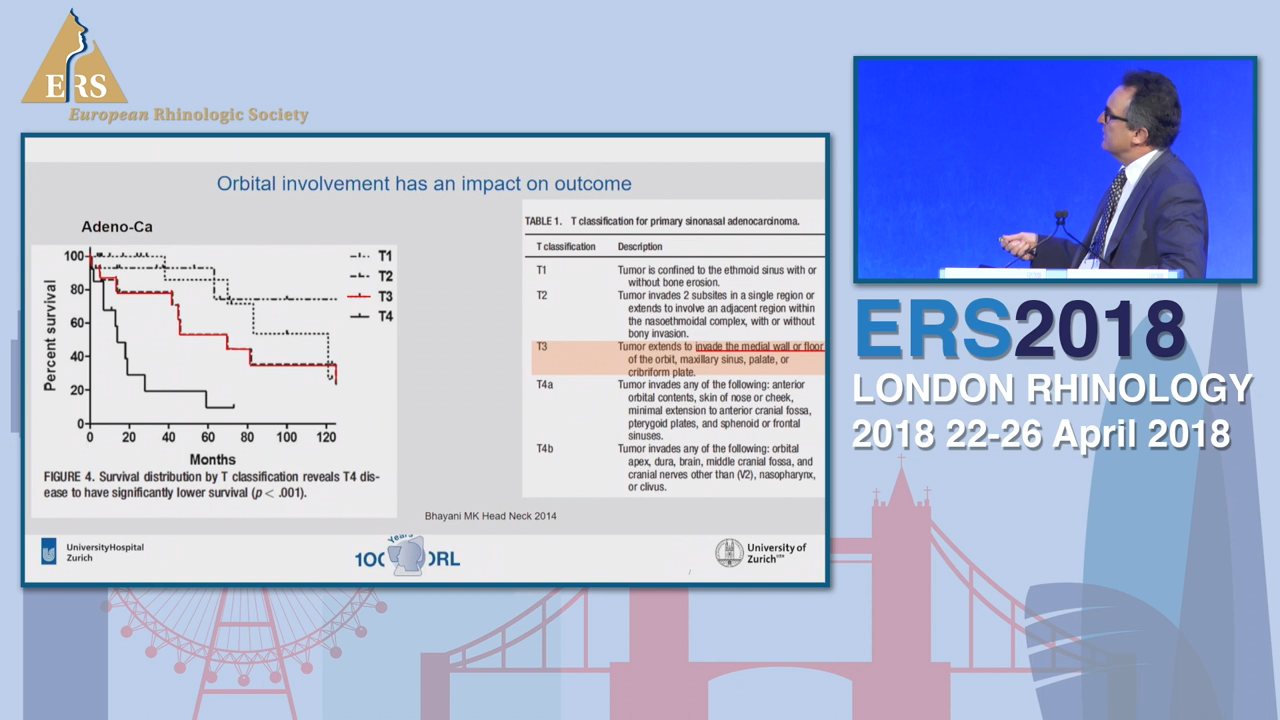 ERS
European Rhinologic Society
Orbital involvement has an impact on outcome
Adeno-Ca
100
80
60
40
20
0
Percent survival
0 20 40 60 80 100 120
Months
T1
T2
T3
T4
FIGURE 4. Survival distribution by T classification reveals T4 dis-
ease to have significantly lower survival (p < .001).
TABLE 1. T classification for primary sinonasal adenocarcinoma.
T classification Description
T1 Tumor is confined to the ethmoid sinus with or
without bone erosion.
T2 Tumor invades 2 subsites in a single region or
extends to involve an adjacent region within
the nasoethmoidal complex, with or without
bony invasion.
T3 Tumor extends to invade the medial wall or floor
of the orbit, maxillary sinus, palate, or
cribriform plate.
T4a Tumor invades any of the following: anterior
orbital contents, skin of nose or cheek,
minimal extension to anterior cranial fossa,
pterygoid plates, and sphenoid or frontal
sinuses.
T4b Tumor invades any of the following: orbital
apex, dura, brain, middle cranial fossa, and
cranial nerves other than (V2), nasopharynx,
or clivus.
Bhayani MK Head Neck 2014
UniversityHospital
Zurich
Years
100 ORL
University of
Zurich
ERS2018
LONDON RHINOLOGY
2018 22-26 April 2018